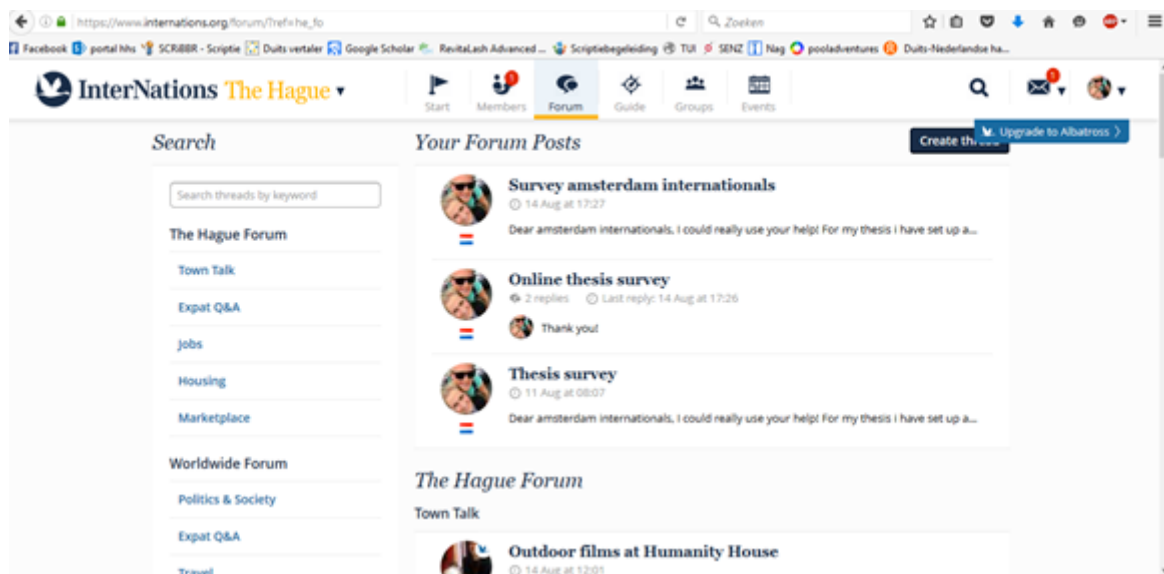 https://www.internations.org/forum/?ref=he_fo
Zoeken
Facebook portal hhs SCRiBBR - Scriptie Duits vertaler Google Scholar RevitaLash Advanced ... Scriptiebegeleiding TUI SENZ Nag pooladventures Duits-Nederlandse ha...
InterNations The Hague
Start Members Forum Guide Groups Events
Upgrade to Albatross
Search
Search threads by keyword
The Hague Forum
Town Talk
Expat Q&A
Jobs
Housing
Marketplace
Worldwide Forum
Politics & Society
Expat Q&A
Travel
Your Forum Posts
Create
Survey amsterdam internationals
14 Aug at 17:27
Dear amsterdam internationals, I could really use your help! For my thesis i have set up a...
Online thesis survey
2 replies Last reply: 14 Aug at 17:26
Thank you!
Thesis survey
11 Aug at 08:07
Dear amsterdam internationals, I could really use your help! For my thesis i have set up a...
The Hague Forum
Town Talk
Outdoor films at Humanity House
14 Aug at 12:01